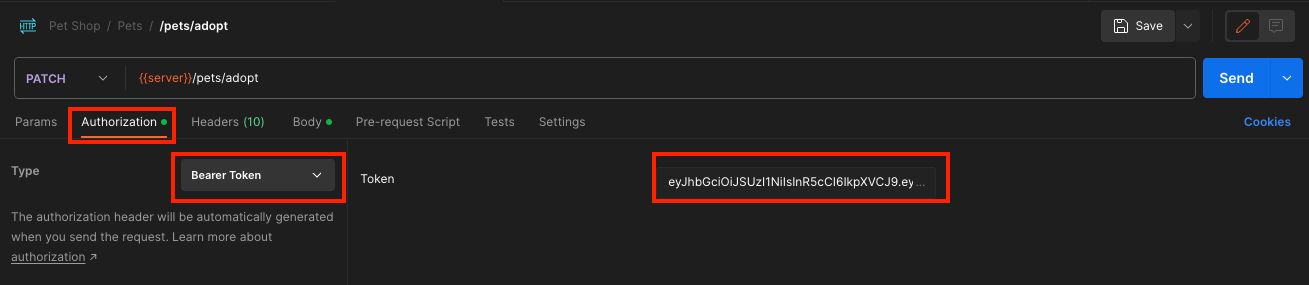 HTTP Pet Shop / Pets / /pets/adopt Save
PATCH {{server}}/pets/adopt Send
Params Authorization Headers (10) Body Pre-request Script Tests Settings Cookies
Type Bearer Token
Token eyJhbGciOiJSUzI1NiIsInR5cCI6IkpXVCJ9.ey...
The authorization header will be automatically generated
when you send the request. Learn more about
authorization ↗